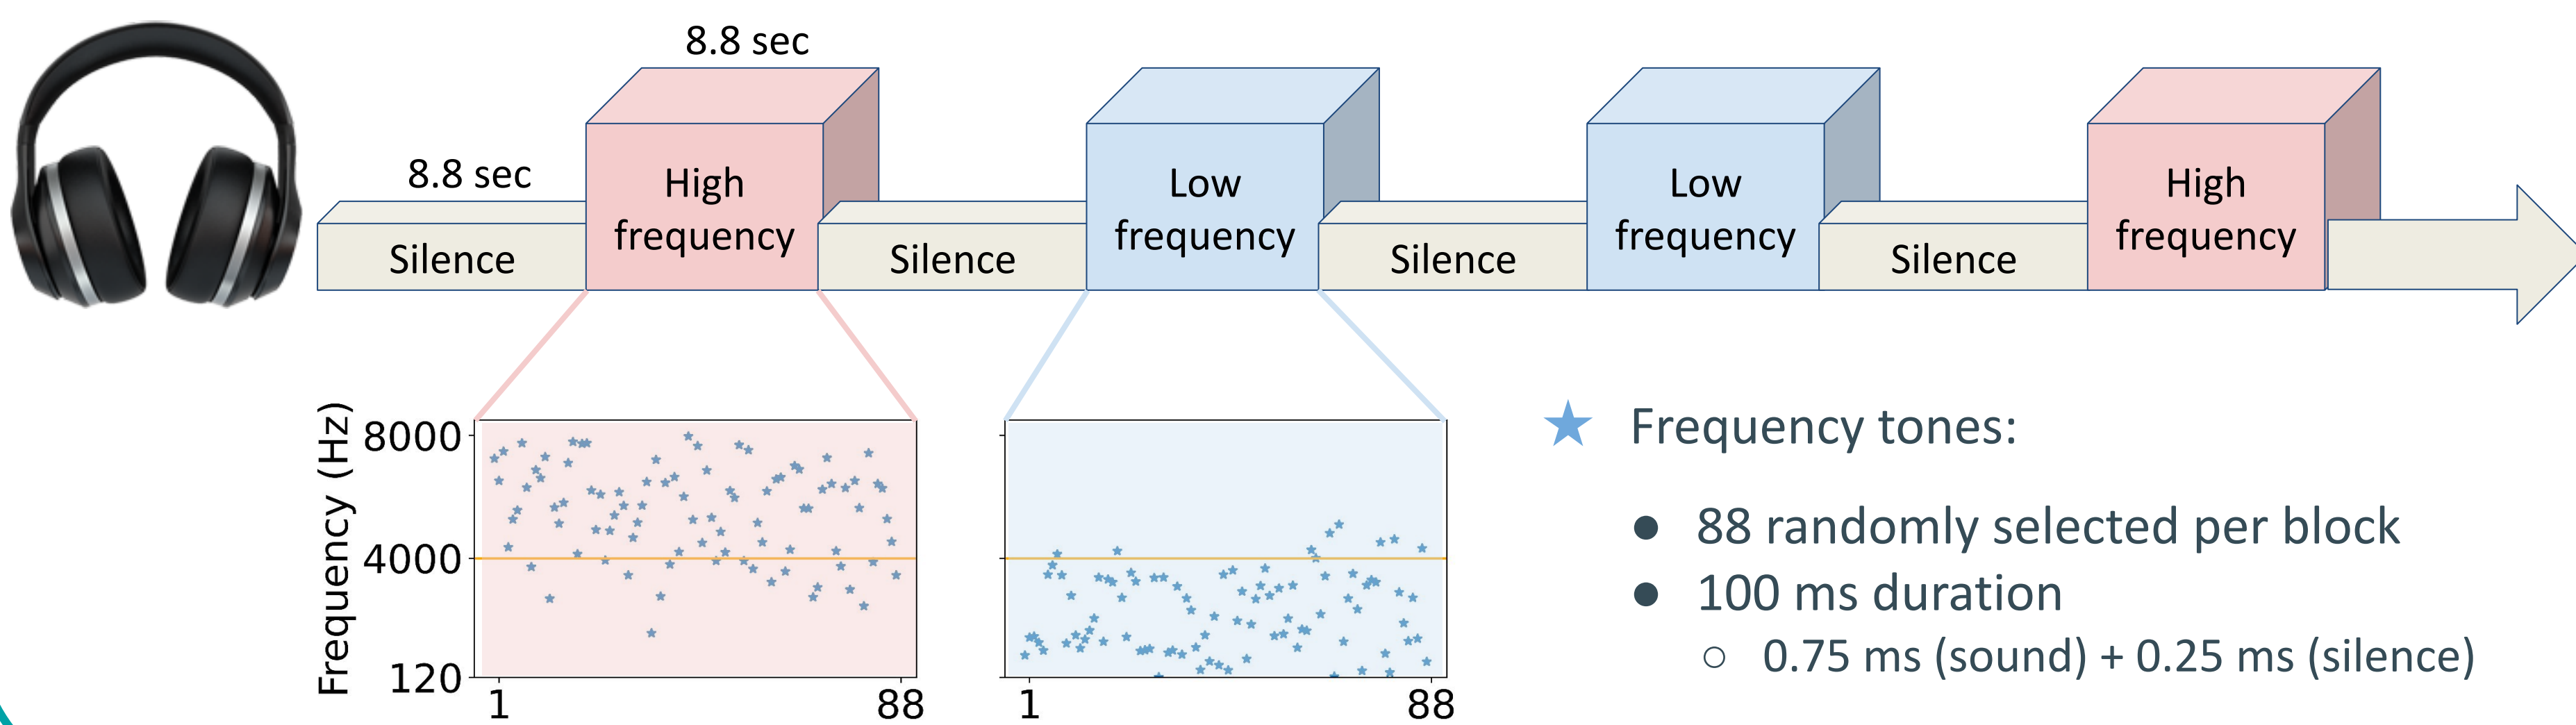 8.8 sec
8.8 sec
Silence
High
frequency
Silence
Low
frequency
Silence
Low
frequency
Silence
High
frequency
Frequency (Hz)
8000
4000
120
1
88
1
88
Frequency tones:
● 88 randomly selected per block
● 100 ms duration
○ 0.75 ms (sound) + 0.25 ms (silence)